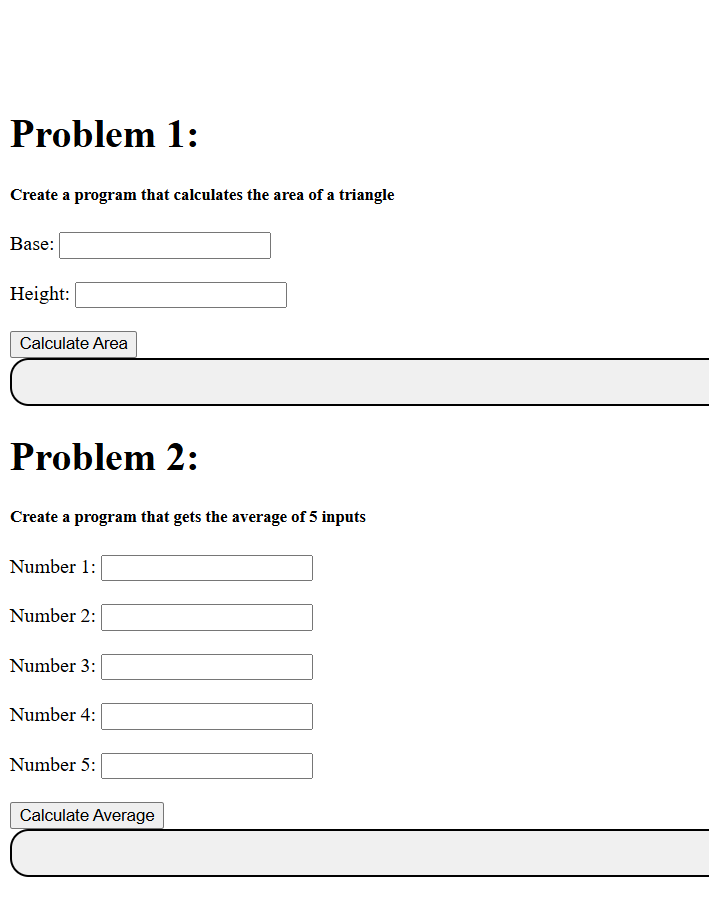 Problem 1:
Create a program that calculates the area of a triangle
Base:
Height:
Calculate Area
Problem 2:
Create a program that gets the average of 5 inputs
Number 1:
Number 2:
Number 3:
Number 4:
Number 5:
Calculate Average